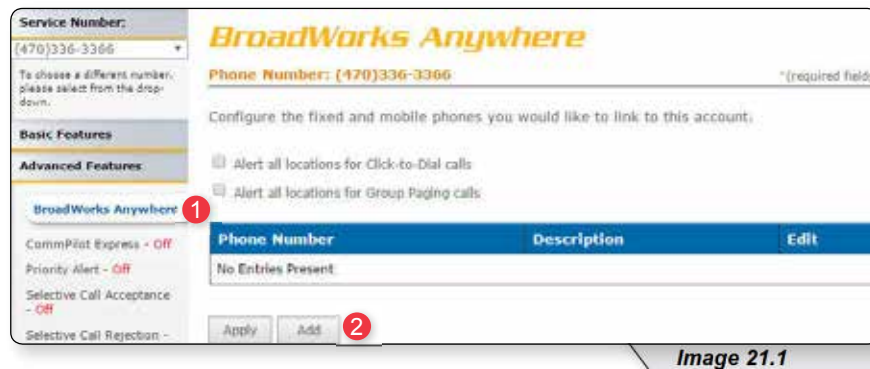 Service Number:
(470)336-3366
To choose a different number,
please select from the drop-
down.
Basic Features
Advanced Features
BroadWorks Anywhere 1
CommPilot Express - Off
Priority Alert - Off
Selective Call Acceptance
- Off
Selective Call Rejection -
BroadWorks Anywhere
Phone Number: (470)336-3366
*(required field
Configure the fixed and mobile phones you would like to link to this account.
Alert all locations for Click-to-Dial calls
Alert all locations for Group Paging calls
Phone Number Description Edit
No Entries Present
Apply Add 2
Image 21.1